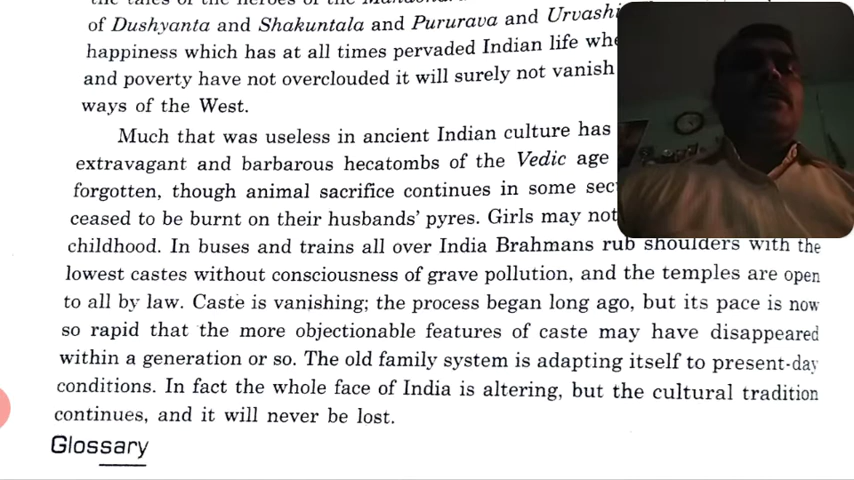 the tales of the heroes of the
of Dushyanta and Shakuntala and Pururava and Urvashi
happiness which has at all times pervaded Indian life
and poverty have not overclouded it will surely not vanish
ways of the West.
Much that was useless in ancient Indian culture has
extravagant and barbarous hecatombs of the Vedic age
forgotten, though animal sacrifice continues in some
ceased to be burnt on their husbands' pyres. Girls may not
childhood. In buses and trains all over India Brahmans rub shoulders with the
lowest castes without consciousness of grave pollution, and the temples are open
to all by law. Caste is vanishing; the process began long ago, but its pace is now
so rapid that the more objectionable features of caste may have disappeared
within a generation or so. The old family system is adapting itself to present-day
conditions. In fact the whole face of India is altering, but the cultural tradition
continues, and it will never be lost.
Glossary